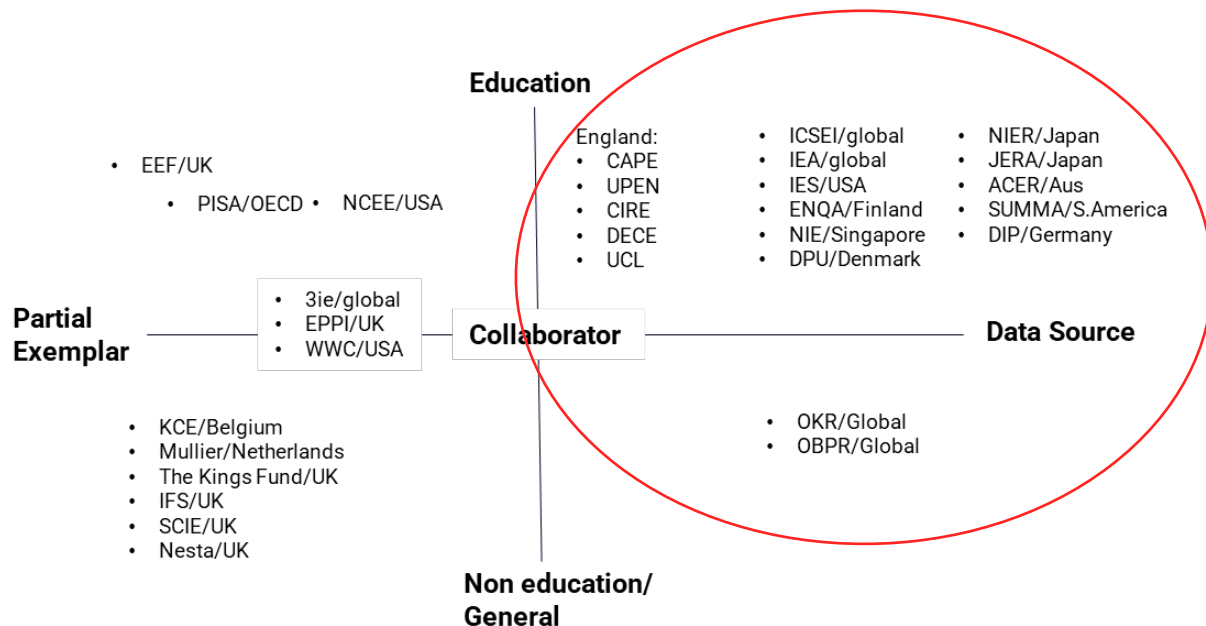 Education
England:
• CAPE
• UPEN
• CIRE
• DECE
• UCL
• ICSEI/global
• IEA/global
• IES/USA
• ENQA/Finland
• NIE/Singapore
• DPU/Denmark
• NIER/Japan
• JERA/Japan
• ACER/Aus
• SUMMA/S.America
• DIP/Germany
• EEF/UK
• PISA/OECD • NCEE/USA
Partial
Exemplar
• 3ie/global
• EPPI/UK
• WWC/USA
Collaborator
Data Source
• KCE/Belgium
• Mullier/Netherlands
• The Kings Fund/UK
• IFS/UK
• SCIE/UK
• Nesta/UK
• OKR/Global
• OBPR/Global
Non education/
General